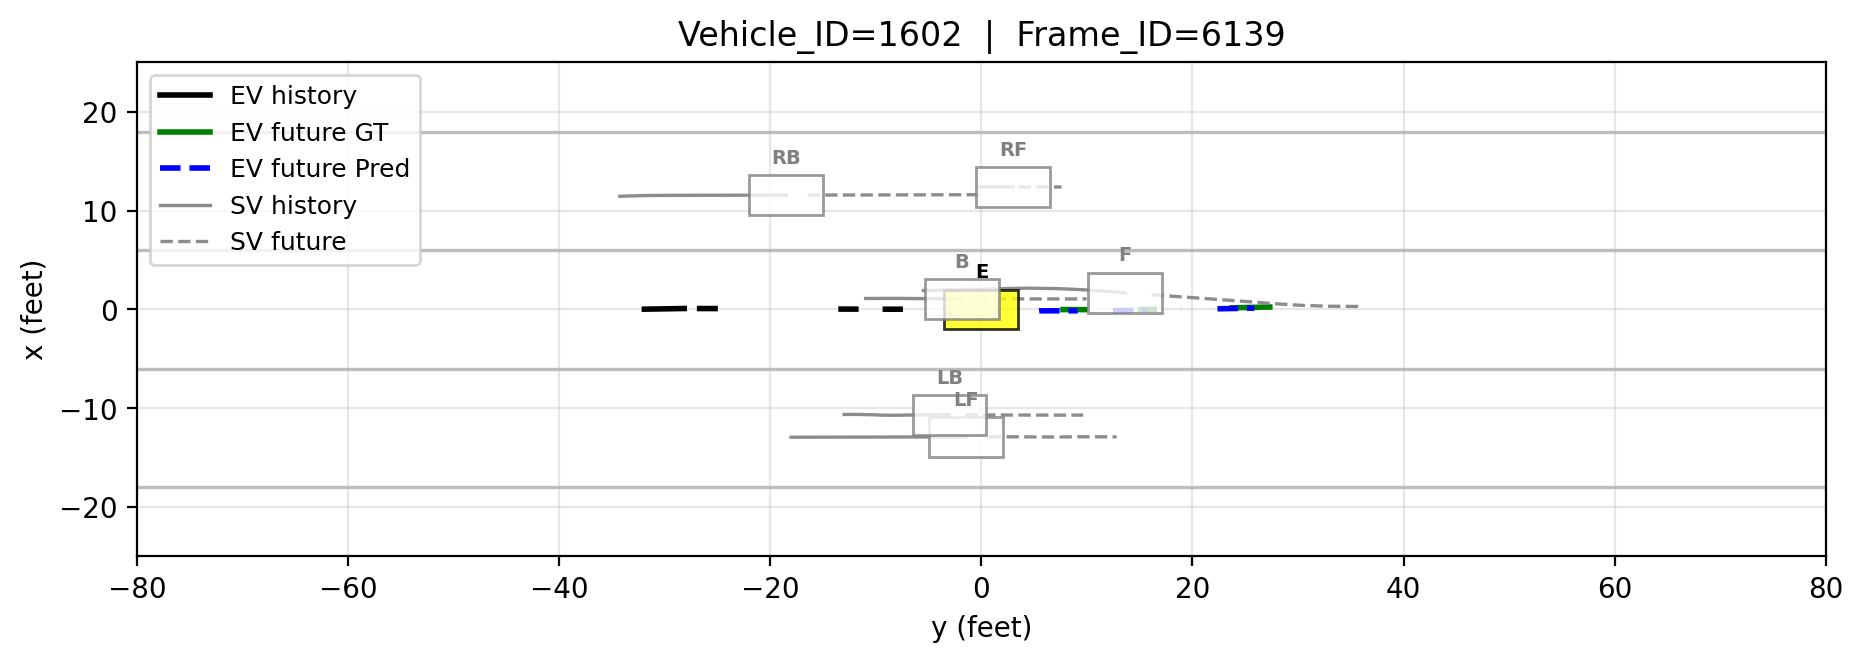 Vehicle_ID=1602 | Frame_ID=6139
EV history
EV future GT
EV future Pred
SV history
SV future
RB
RF
B
E
F
LB
LF
20
10
0
−10
−20
x (feet)
−80
−60
−40
−20
0
20
40
60
80
y (feet)